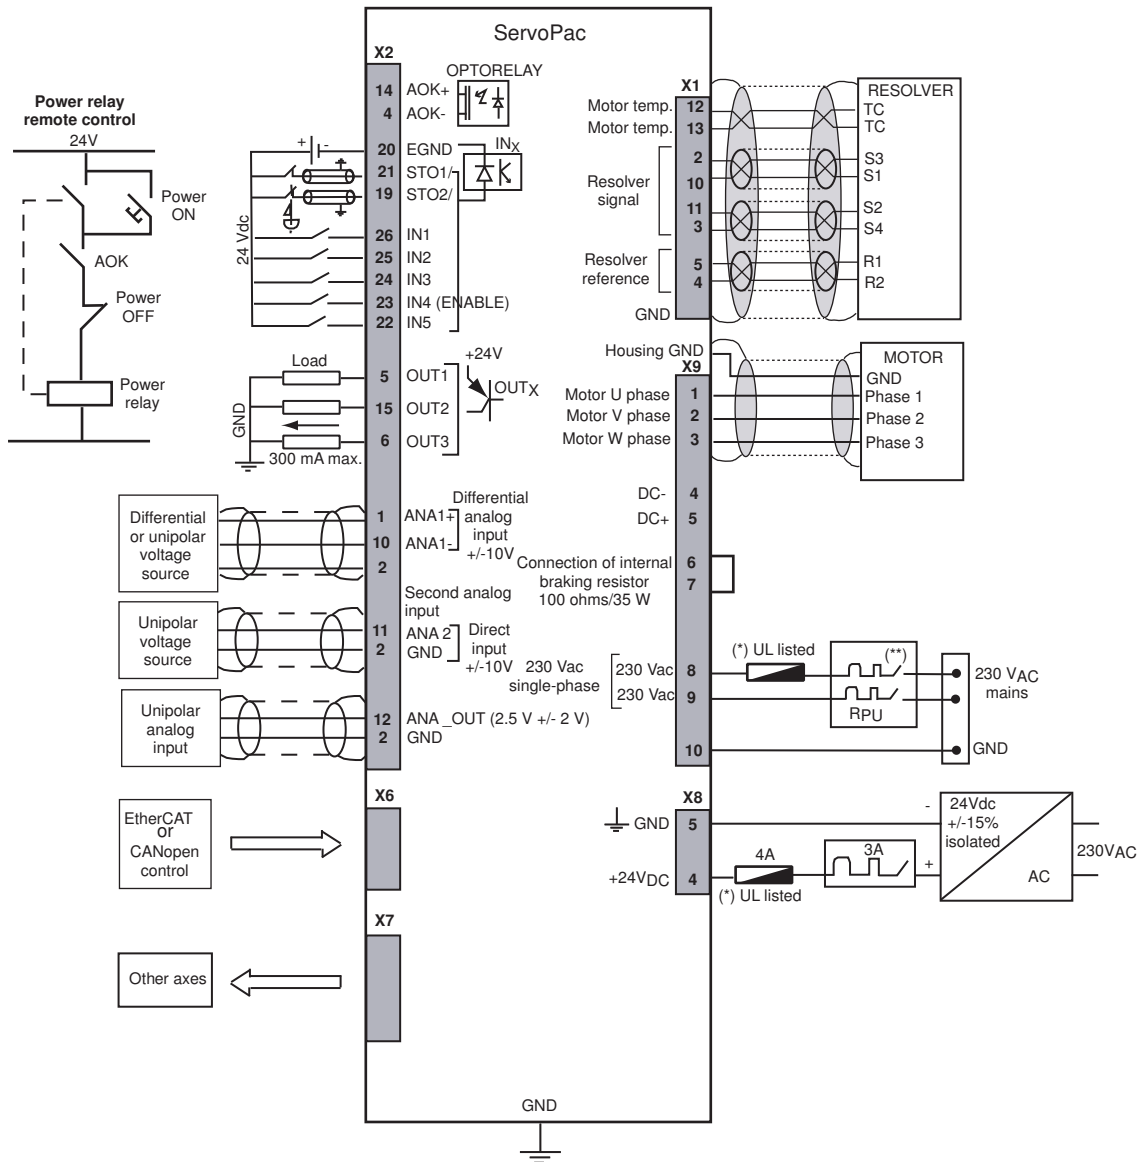 ServoPac
Power relay
remote control
24V
Power
ON
AOK
Power
OFF
Power
relay
X2
14 AOK+
4 AOK-
OPTORELAY
20 EGND
21 STO1/
19 STO2/
INX
+ -
24 Vdc
26 IN1
25 IN2
24 IN3
23 IN4 (ENABLE)
22 IN5
Load
GND
300 mA max.
5 OUT1
15 OUT2
6 OUT3
+24V
OUTX
Differential
or unipolar
voltage
source
1 ANA1+
10 ANA1-
2
Differential
analog
input
+/-10V
Unipolar
voltage
source
Second analog
input
11 ANA 2
2 GND
Direct
input
+/-10V
Unipolar
analog
input
12 ANA _OUT (2.5 V +/- 2 V)
2 GND
X6
EtherCAT
or
CANopen
control
X7
Other axes
X1
Motor temp. 12
Motor temp. 13
Resolver
signal
2
10
11
3
Resolver
reference
5
4
GND
RESOLVER
TC
TC
S3
S1
S2
S4
R1
R2
Housing GND
X9
Motor U phase 1
Motor V phase 2
Motor W phase 3
MOTOR
GND
Phase 1
Phase 2
Phase 3
DC- 4
DC+ 5
Connection of internal
braking resistor
100 ohms/35 W
6
7
230 Vac
single-phase
230 Vac 8
230 Vac 9
10
(*) UL listed
(**)
RPU
230 VAC
mains
GND
X8
GND 5
+24VDC 4
4A
(*) UL listed
3A
-
+
24Vdc
+/-15%
isolated
AC
230VAC
GND